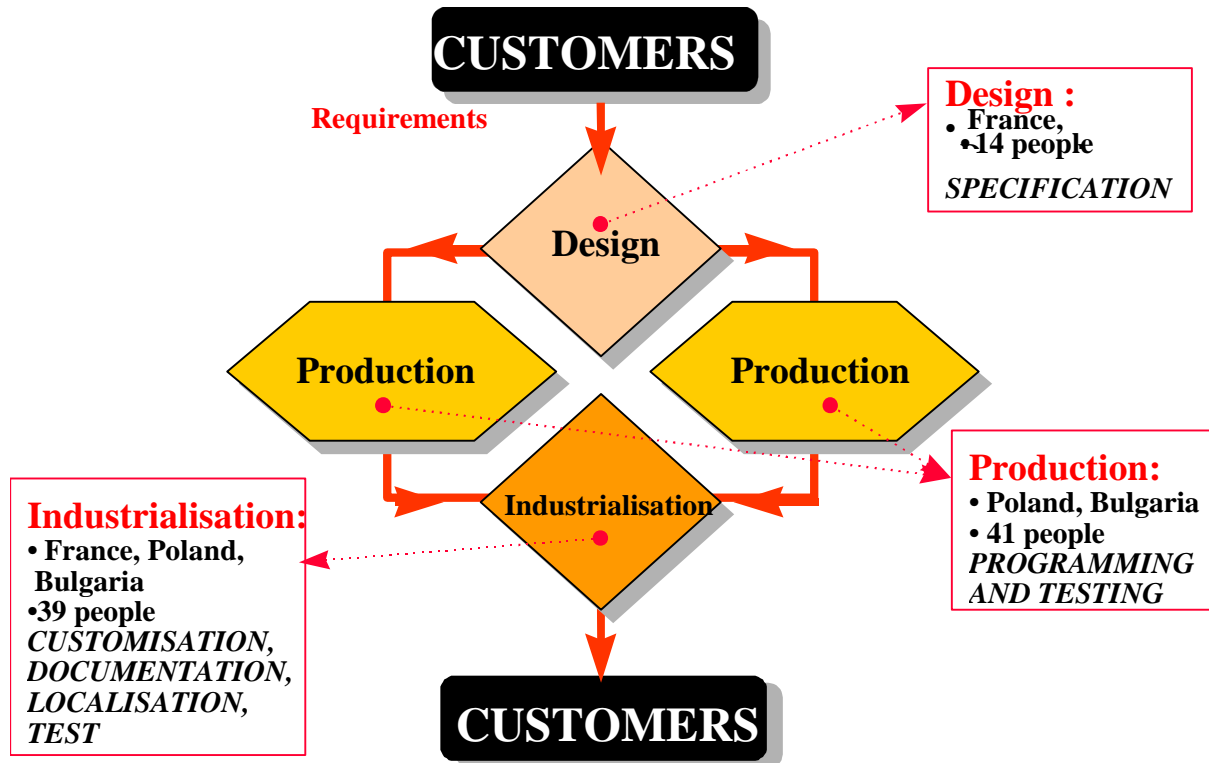 CUSTOMERS
Requirements
Design :
• France,
•~14 people
SPECIFICATION
Design
Production
Production
Industrialisation
Industrialisation:
• France, Poland,
Bulgaria
•39 people
CUSTOMISATION,
DOCUMENTATION,
LOCALISATION,
TEST
Production:
• Poland, Bulgaria
• 41 people
PROGRAMMING
AND TESTING
CUSTOMERS